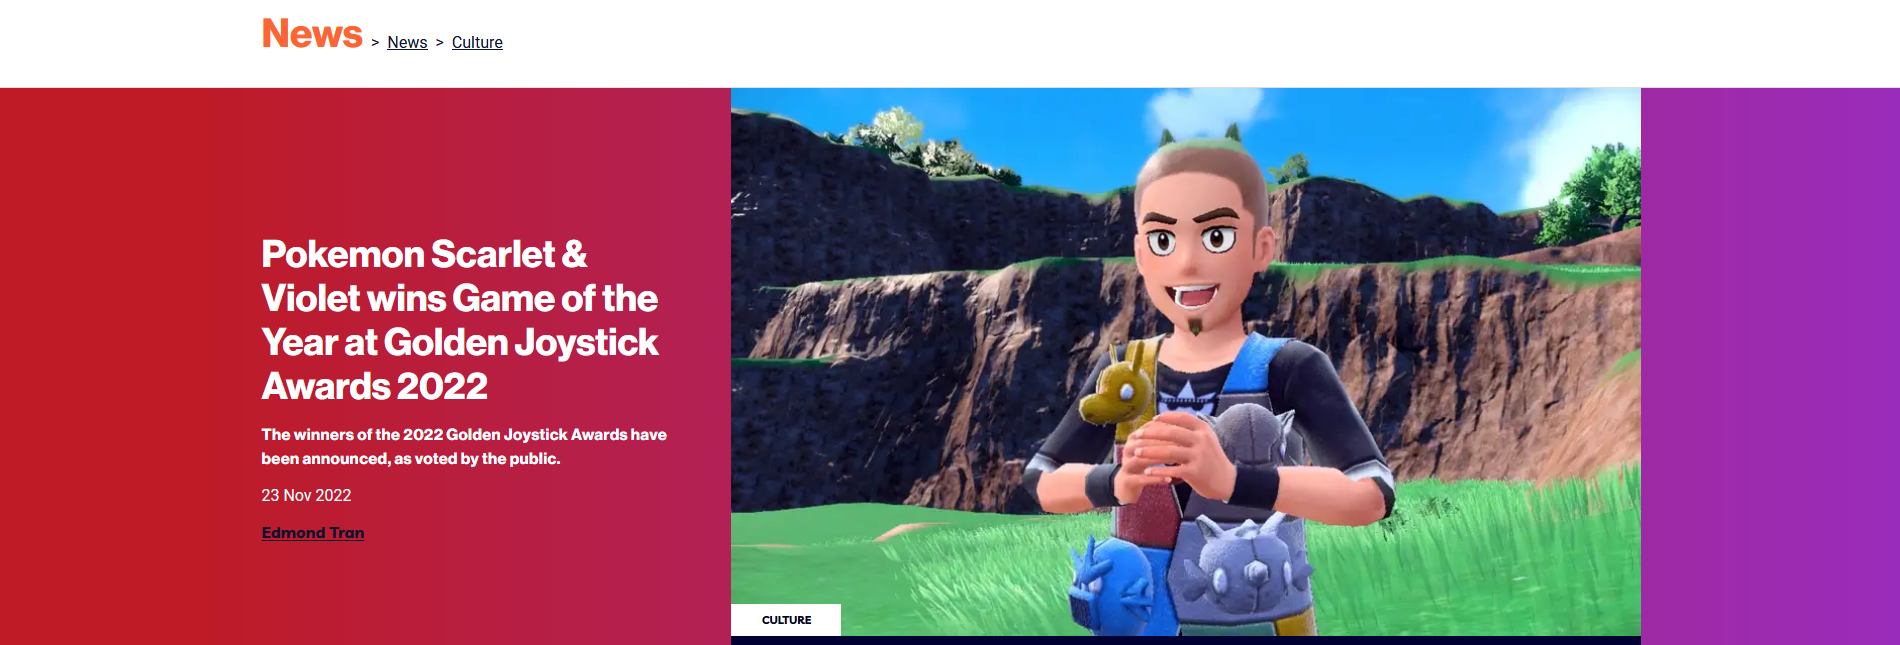 News > News > Culture
Pokemon Scarlet &
Violet wins Game of the
Year at Golden Joystick
Awards 2022
The winners of the 2022 Golden Joystick Awards have
been announced, as voted by the public.
23 Nov 2022
Edmond Tran
CULTURE